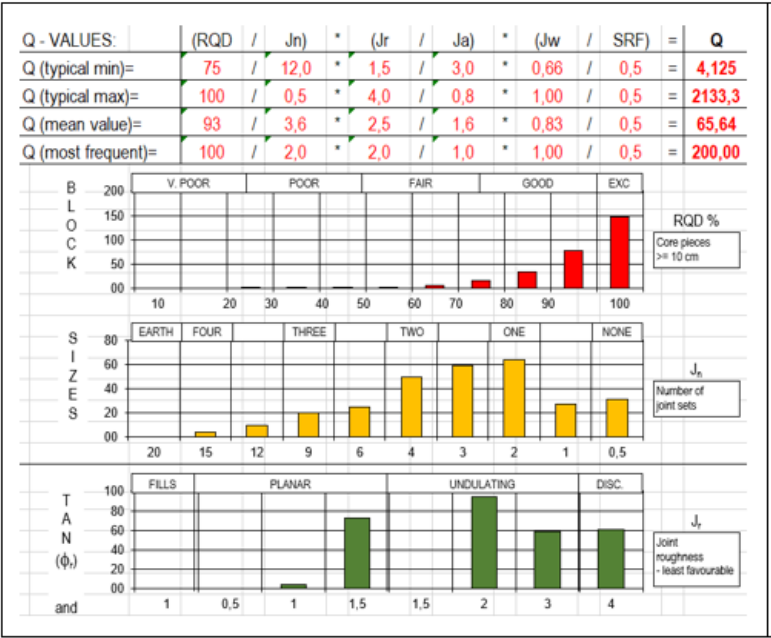 Q - VALUES: (RQD / Jn) * (Jr / Ja) * (Jw / SRF) = Q
Q (typical min)= 75 / 12,0 * 1,5 / 3,0 * 0,66 / 0,5 = 4,125
Q (typical max)= 100 / 0,5 * 4,0 / 0,8 * 1,00 / 0,5 = 2133,3
Q (mean value)= 93 / 3,6 * 2,5 / 1,6 * 0,83 / 0,5 = 65,64
Q (most frequent)= 100 / 2,0 * 2,0 / 1,0 * 1,00 / 0,5 = 200,00
BLOCK
V. POOR POOR FAIR GOOD EXC
200
150
100
50
00
10 20 30 40 50 60 70 80 90 100
RQD %
Core pieces
>= 10 cm
SIZES
EARTH FOUR THREE TWO ONE NONE
80
60
40
20
00
20 15 12 9 6 4 3 2 1 0,5
Jn
Number of
joint sets
TAN
(ϕr)
and
FILLS PLANAR UNDULATING DISC.
100
80
60
40
20
00
1 0,5 1 1,5 1,5 2 3 4
Jr
Joint
roughness
- least favourable